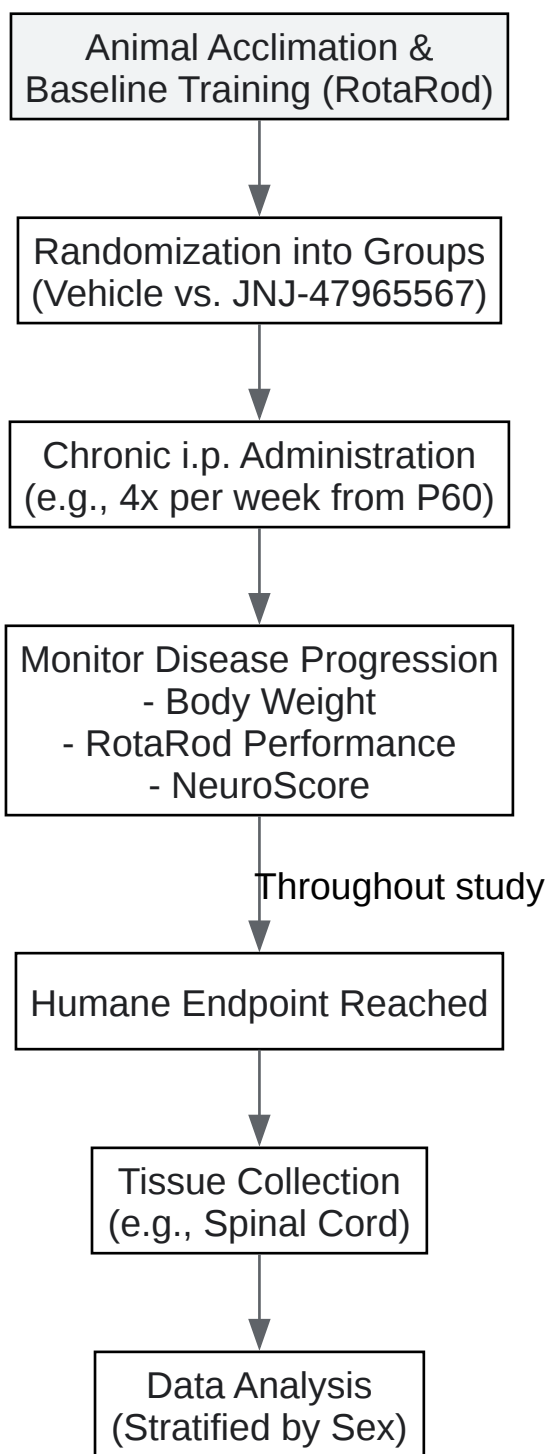 Animal Acclimation &
Baseline Training (RotaRod)
Randomization into Groups
(Vehicle vs. JNJ-47965567)
Chronic i.p. Administration
(e.g., 4x per week from P60)
Monitor Disease Progression
- Body Weight
- RotaRod Performance
- NeuroScore
Throughout study
Humane Endpoint Reached
Tissue Collection
(e.g., Spinal Cord)
Data Analysis
(Stratified by Sex)